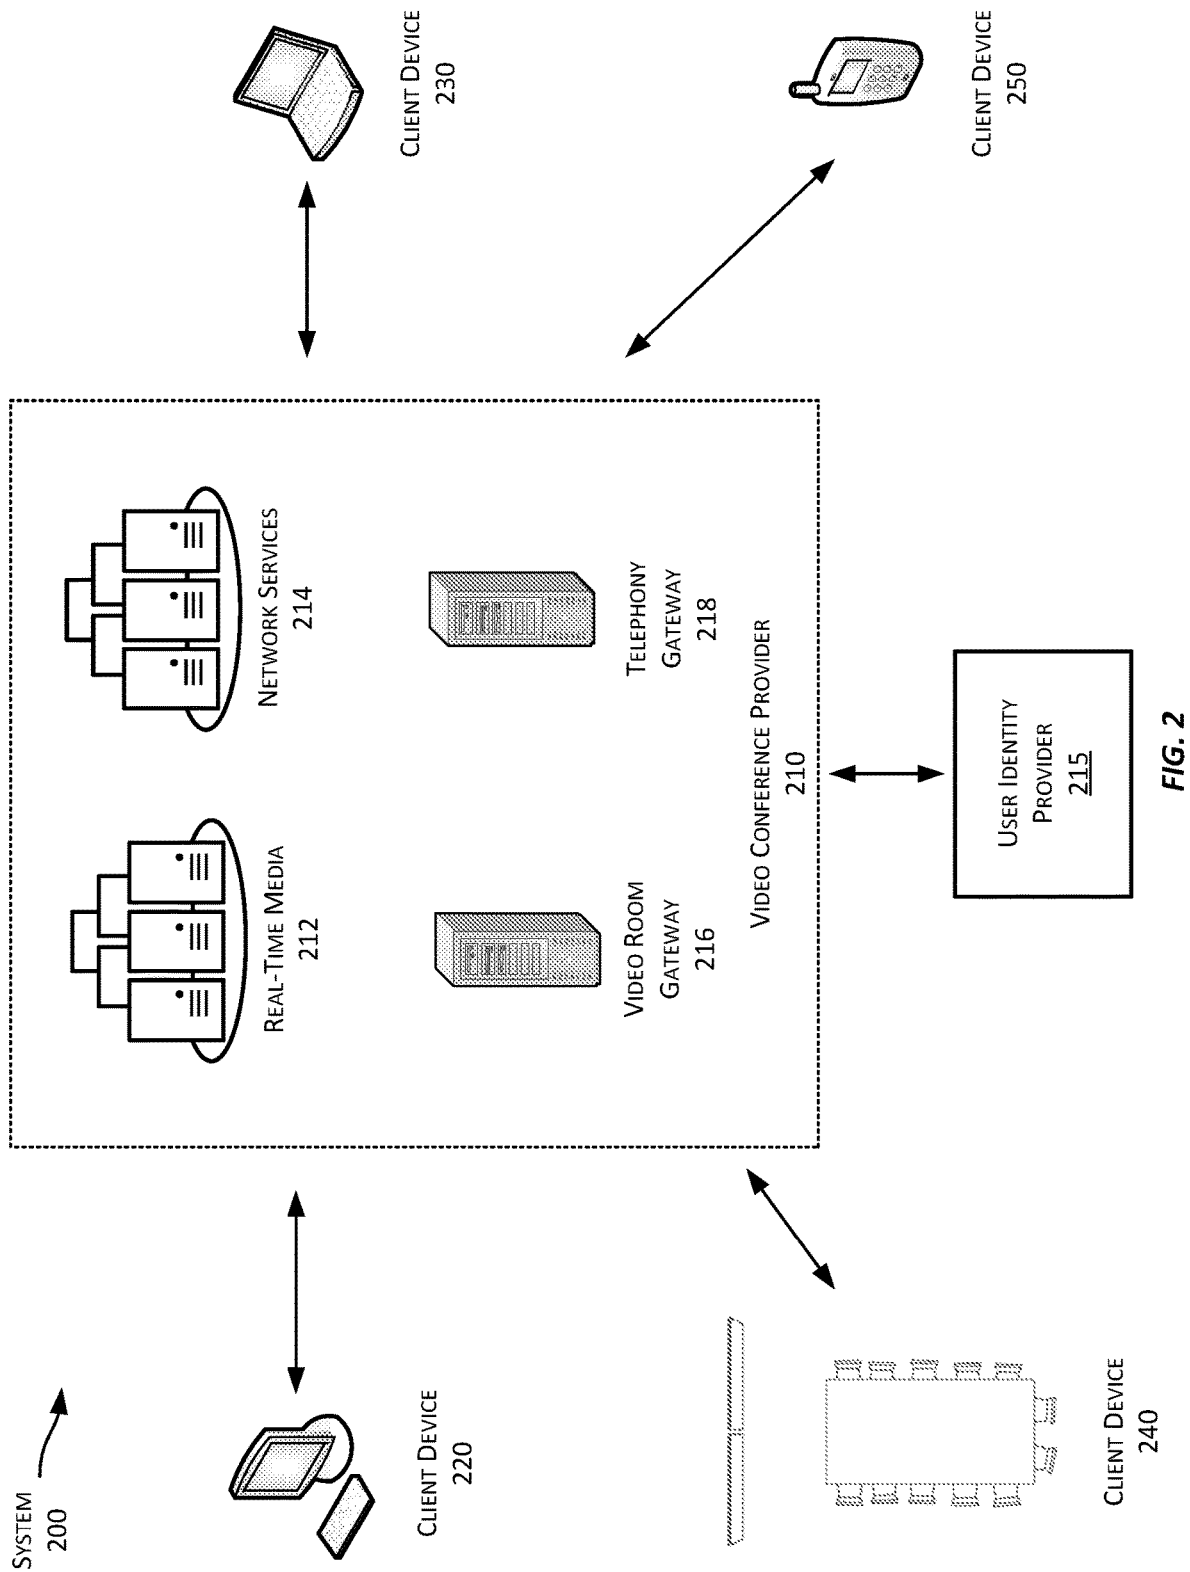 SYSTEM
200
REAL-TIME MEDIA
212
NETWORK SERVICES
214
CLIENT DEVICE
220
CLIENT DEVICE
230
VIDEO ROOM
GATEWAY
216
TELEPHONY
GATEWAY
218
VIDEO CONFERENCE PROVIDER
210
CLIENT DEVICE
240
USER IDENTITY
PROVIDER
215
CLIENT DEVICE
250
FIG. 2